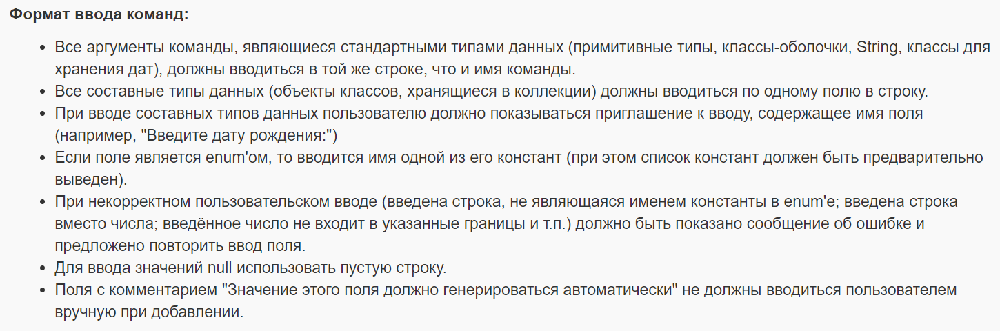 Формат ввода команд:
• Все аргументы команды, являющиеся стандартными типами данных (примитивные типы, классы-оболочки, String, классы для
хранения дат), должны вводиться в той же строке, что и имя команды.
• Все составные типы данных (объекты классов, хранящиеся в коллекции) должны вводиться по одному полю в строку.
• При вводе составных типов данных пользователю должно показываться приглашение к вводу, содержащее имя поля
(например, "Введите дату рождения:")
• Если поле является enum'ом, то вводится имя одной из его констант (при этом список констант должен быть предварительно
выведен).
• При некорректном пользовательском вводе (введена строка, не являющаяся именем константы в enum'е; введена строка
вместо числа; введённое число не входит в указанные границы и т.п.) должно быть показано сообщение об ошибке и
предложено повторить ввод поля.
• Для ввода значений null использовать пустую строку.
• Поля с комментарием "Значение этого поля должно генерироваться автоматически" не должны вводиться пользователем
вручную при добавлении.